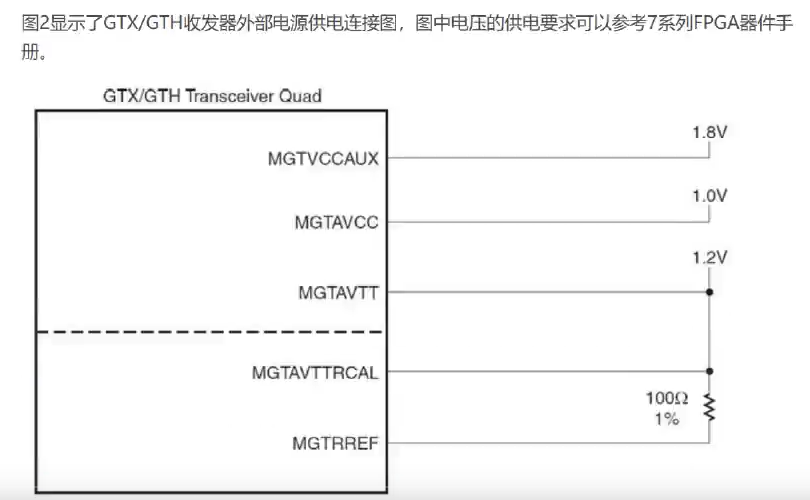 图2显示了GTX/GTH收发器外部电源供电连接图，图中电压的供电要求可以参考7系列FPGA器件手
册。
GTX/GTH Transceiver Quad
1.8V
MGTVCCAUX
1.0V
MGTAVCC
1.2V
MGTAVTT
MGTAVTTRCAL
100Ω
1%
MGTRREF